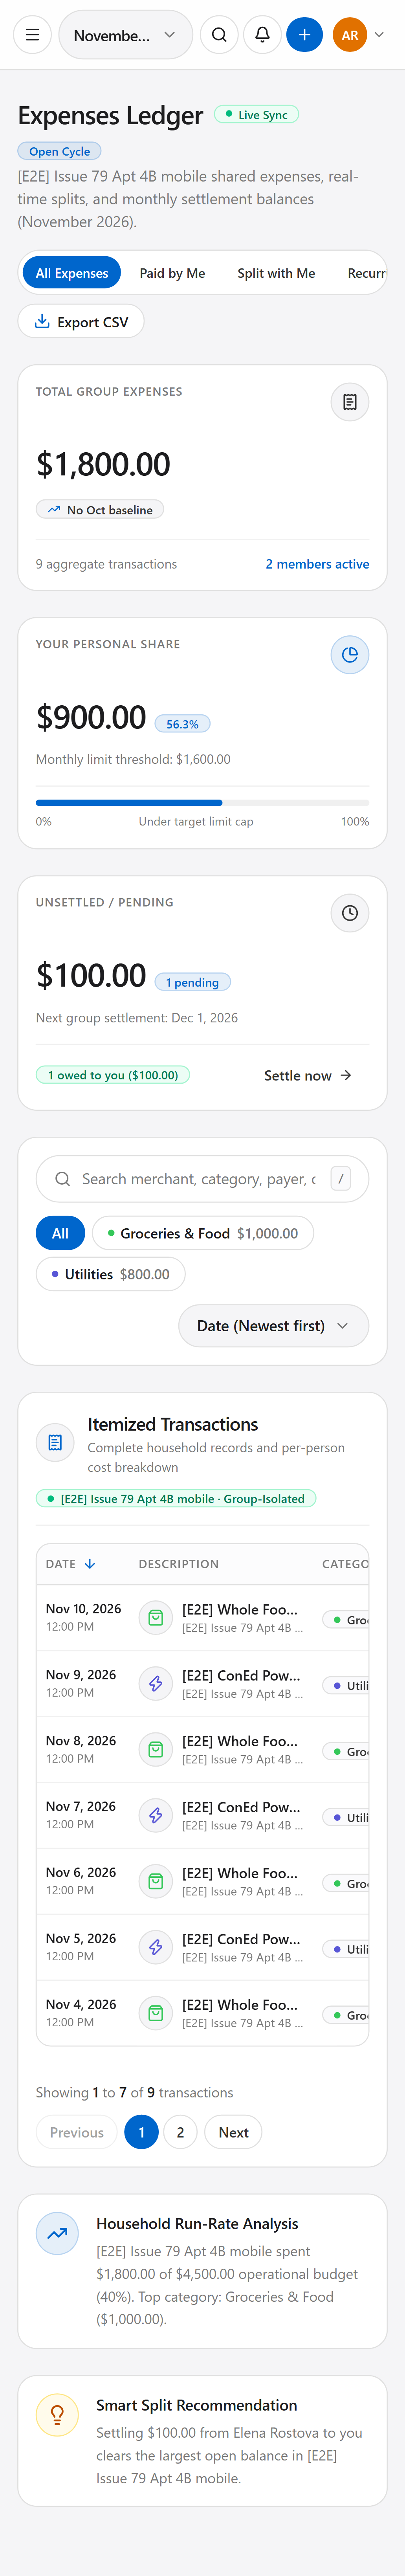 Novembe...
AR
Expenses Ledger
Live Sync
Open Cycle
[E2E] Issue 79 Apt 4B mobile shared expenses, real-
time splits, and monthly settlement balances
(November 2026).
All Expenses
Paid by Me
Split with Me
Recurr
Export CSV
TOTAL GROUP EXPENSES
$1,800.00
No Oct baseline
9 aggregate transactions
2 members active
YOUR PERSONAL SHARE
$900.00
56.3%
Monthly limit threshold: $1,600.00
0%
Under target limit cap
100%
UNSETTLED / PENDING
$100.00
1 pending
Next group settlement: Dec 1, 2026
1 owed to you ($100.00)
Settle now
Search merchant, category, payer, c
/
All
Groceries & Food $1,000.00
Utilities $800.00
Date (Newest first)
Itemized Transactions
Complete household records and per-person
cost breakdown
[E2E] Issue 79 Apt 4B mobile · Group-Isolated
DATE
DESCRIPTION
CATEGO
Nov 10, 2026
[E2E] Whole Foo...
Groc
12:00 PM
[E2E] Issue 79 Apt 4B ...
Nov 9, 2026
[E2E] ConEd Pow...
Utili
12:00 PM
[E2E] Issue 79 Apt 4B ...
Nov 8, 2026
[E2E] Whole Foo...
Groc
12:00 PM
[E2E] Issue 79 Apt 4B ...
Nov 7, 2026
[E2E] ConEd Pow...
Utili
12:00 PM
[E2E] Issue 79 Apt 4B ...
Nov 6, 2026
[E2E] Whole Foo...
Groc
12:00 PM
[E2E] Issue 79 Apt 4B ...
Nov 5, 2026
[E2E] ConEd Pow...
Utili
12:00 PM
[E2E] Issue 79 Apt 4B ...
Nov 4, 2026
[E2E] Whole Foo...
Groc
12:00 PM
[E2E] Issue 79 Apt 4B ...
Showing 1 to 7 of 9 transactions
Previous
1
2
Next
Household Run-Rate Analysis
[E2E] Issue 79 Apt 4B mobile spent
$1,800.00 of $4,500.00 operational budget
(40%). Top category: Groceries & Food
($1,000.00).
Smart Split Recommendation
Settling $100.00 from Elena Rostova to you
clears the largest open balance in [E2E]
Issue 79 Apt 4B mobile.